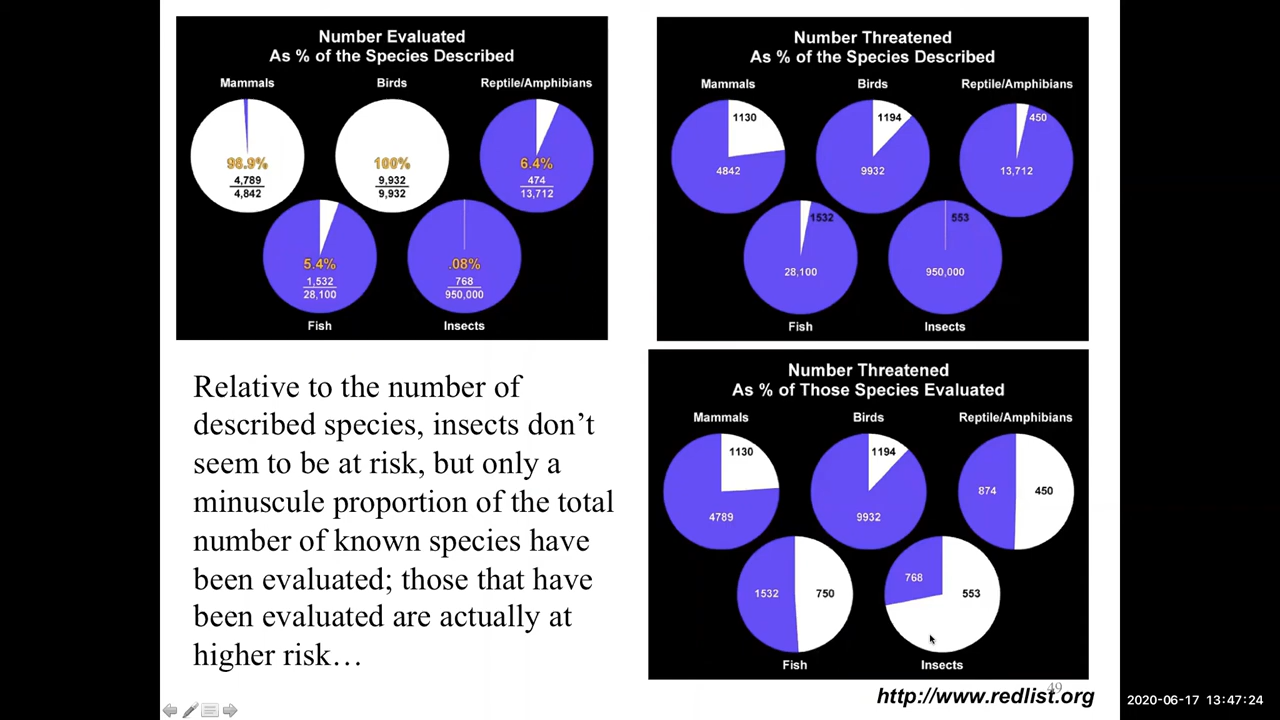 Number Evaluated
As % of the Species Described
Mammals
Birds
Reptile/Amphibians
98.9%
4,789
4,842
100%
9,932
9,932
6.4%
474
13,712
5.4%
1,532
28,100
.08%
768
950,000
Fish
Insects
Number Threatened
As % of the Species Described
Mammals
Birds
Reptile/Amphibians
1130
4842
1194
9932
450
13,712
1532
28,100
553
950,000
Fish
Insects
Relative to the number of
described species, insects don’t
seem to be at risk, but only a
minuscule proportion of the total
number of known species have
been evaluated; those that have
been evaluated are actually at
higher risk…
Number Threatened
As % of Those Species Evaluated
Mammals
Birds
Reptile/Amphibians
1130
4789
1194
9932
874
450
1532
750
768
553
Fish
Insects
49
http://www.redlist.org
2020-06-17 13:47:24